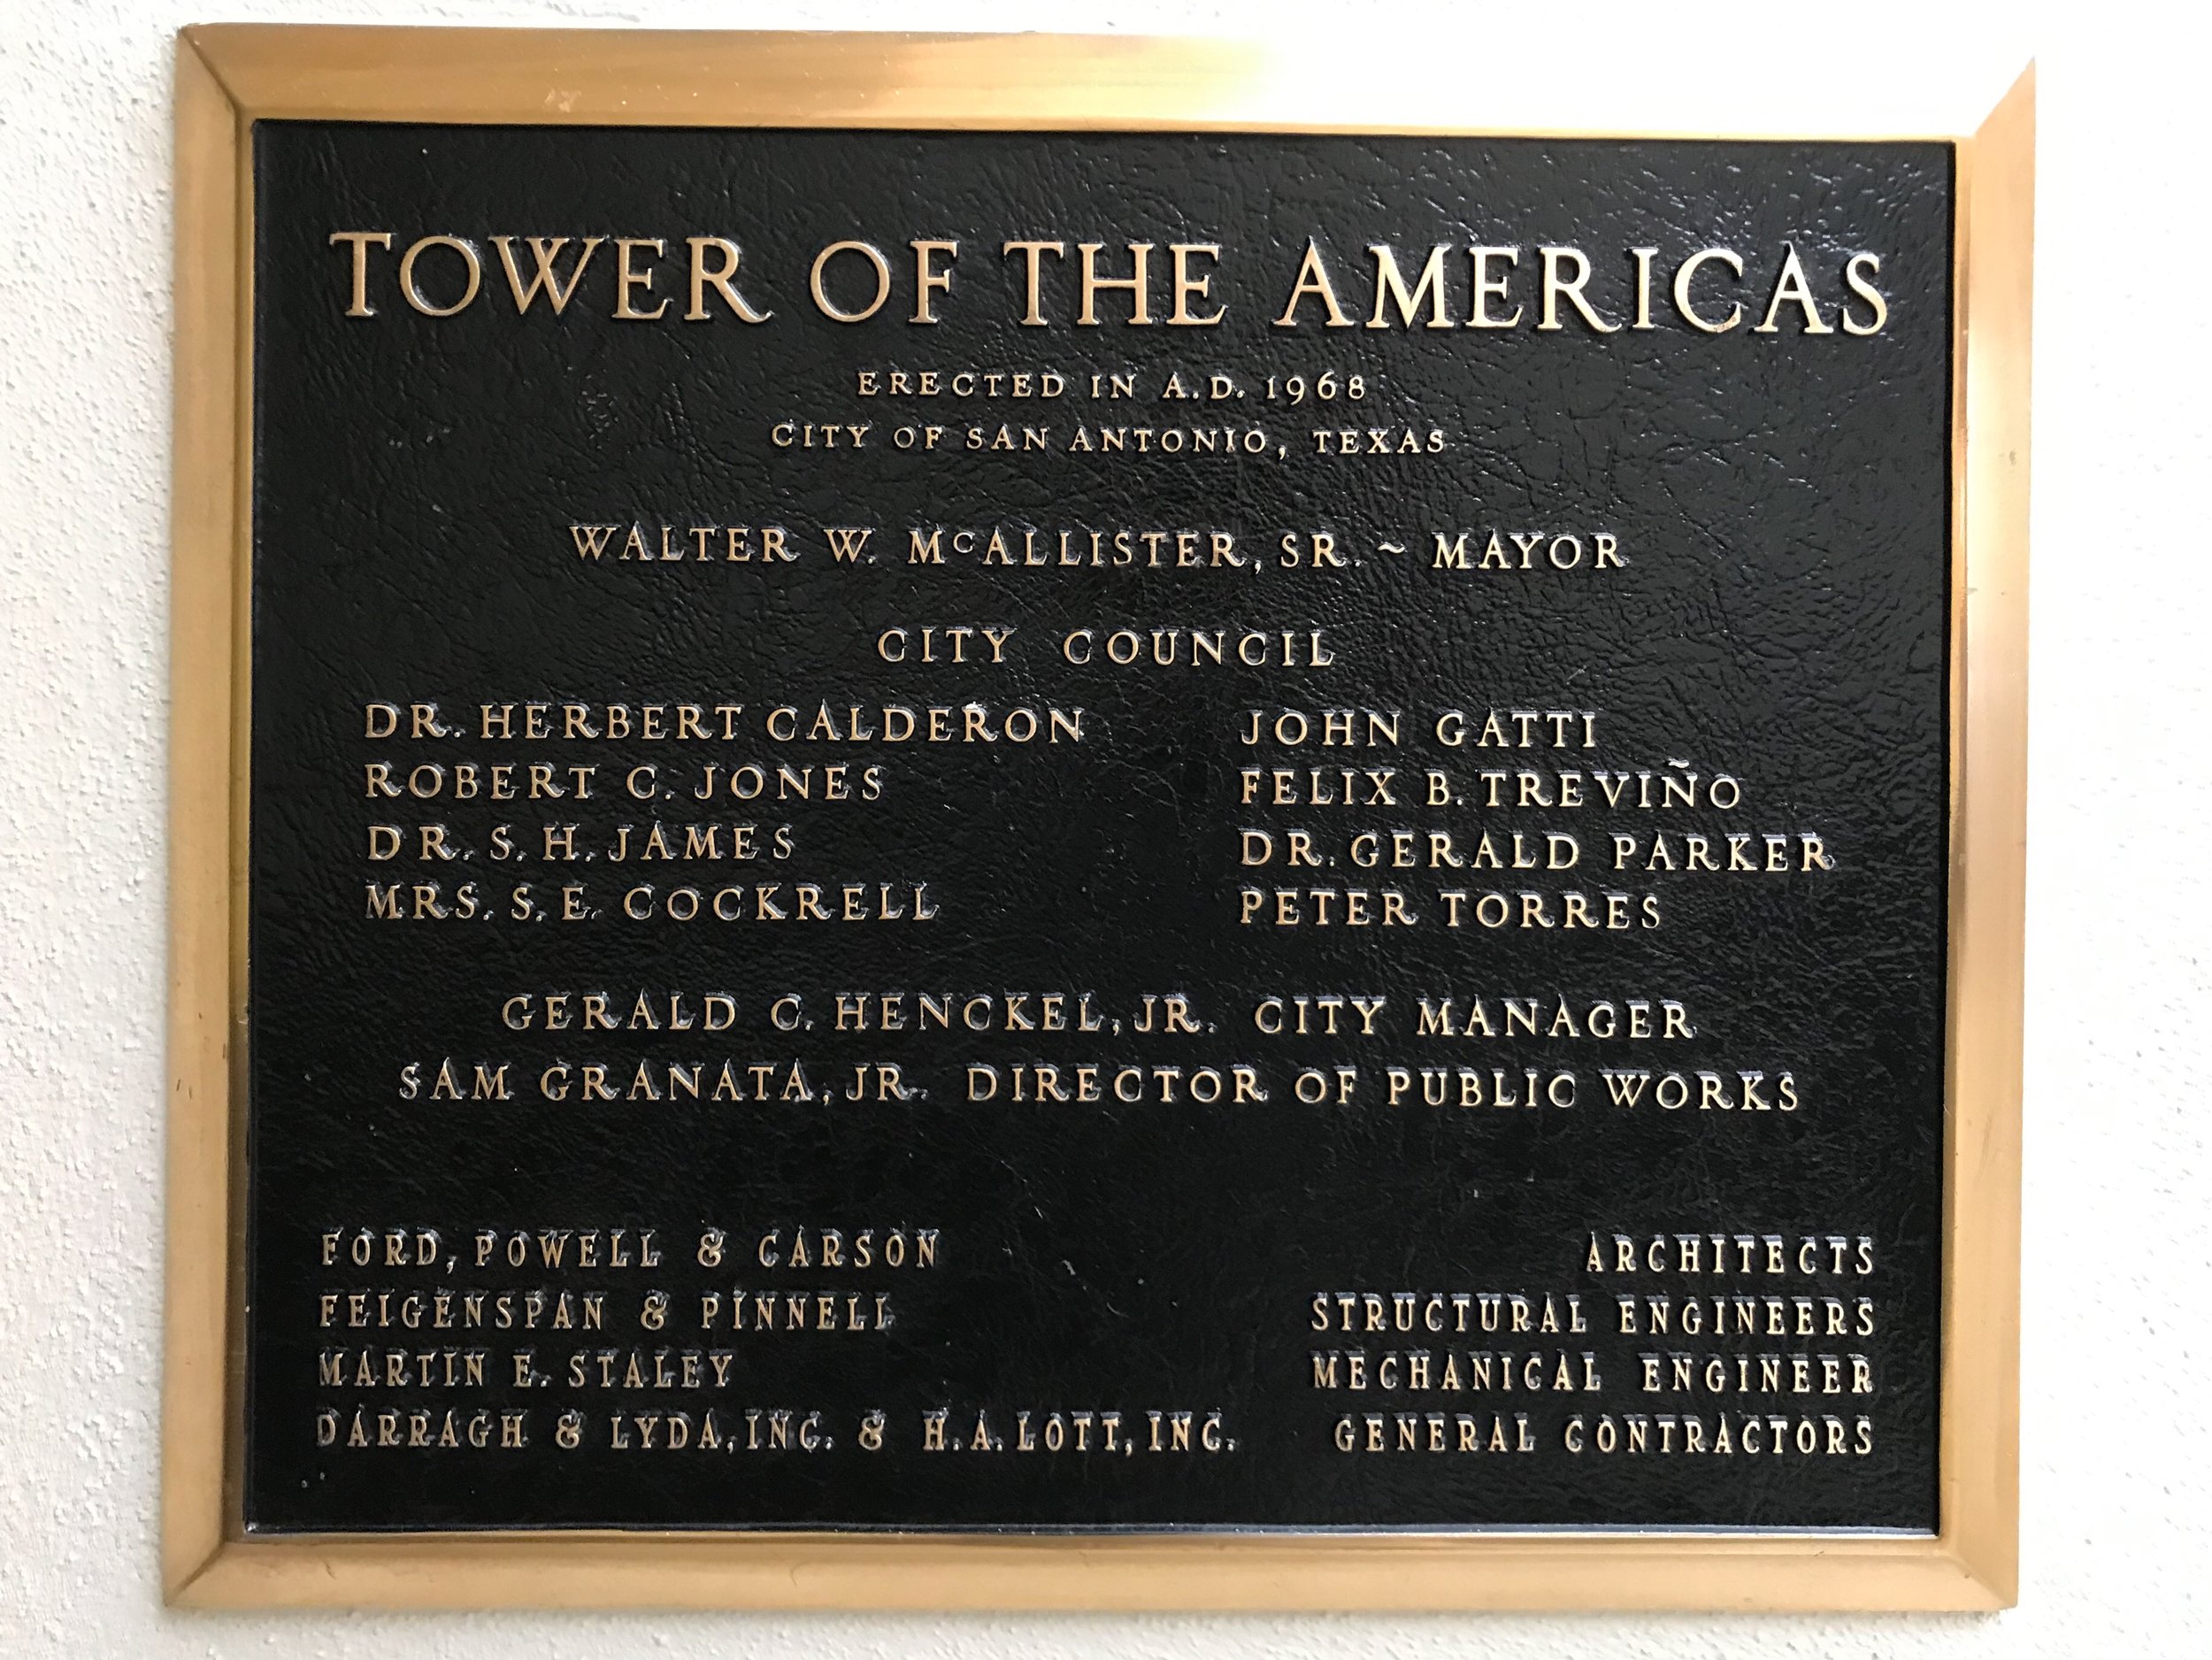 TOWER OF THE AMERICAS
ERECTED IN A.D. 1968
CITY OF SAN ANTONIO, TEXAS
WALTER W. McALLISTER, SR. ~ MAYOR
CITY COUNCIL
DR. HERBERT CALDERON
ROBERT C. JONES
DR. S. H. JAMES
MRS. S. E. COCKRELL
JOHN GATTI
FELIX B. TREVIÑO
DR. GERALD PARKER
PETER TORRES
GERALD C. HENCKEL, JR. CITY MANAGER
SAM GRANATA, JR. DIRECTOR OF PUBLIC WORKS
FORD, POWELL & CARSON ARCHITECTS
FEIGENSPAN & PINNELL STRUCTURAL ENGINEERS
MARTIN E. STALEY MECHANICAL ENGINEER
DARRAGH & LYDA, INC. & H. A. LOTT, INC. GENERAL CONTRACTORS